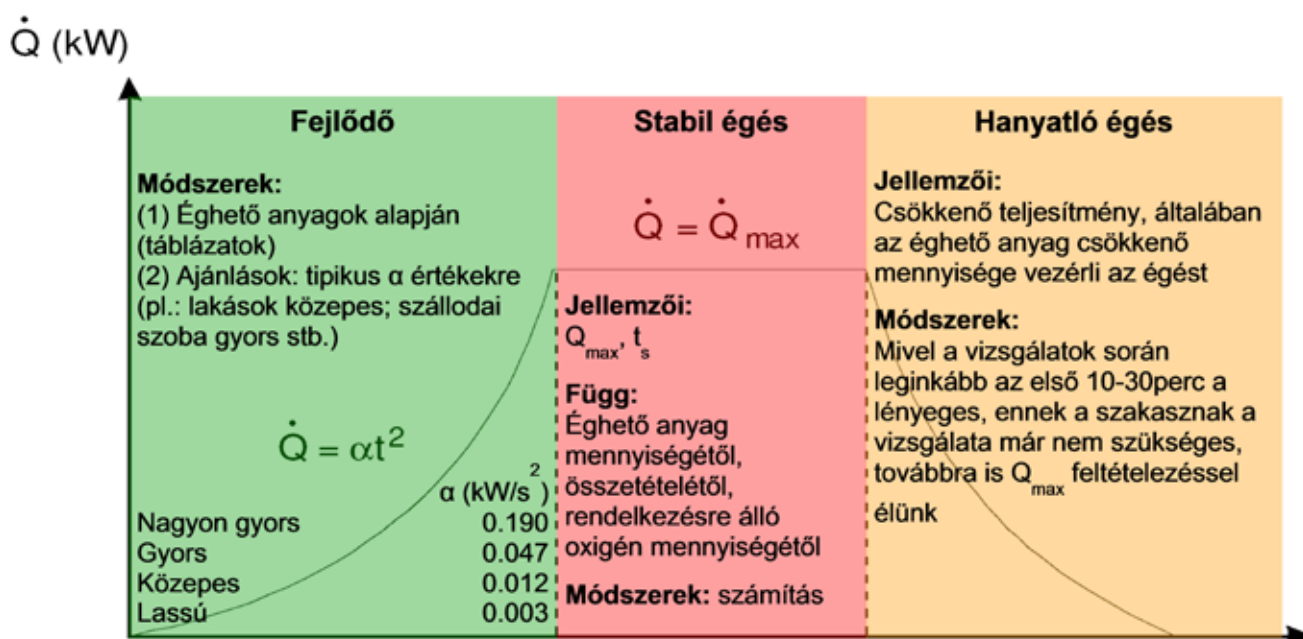 Q̇ (kW)
Fejlődő
Módszerek:
(1) Éghető anyagok alapján
(táblázatok)
(2) Ajánlások: tipikus α értékekre
(pl.: lakások közepes; szállodai
szoba gyors stb.)
Q̇ = αt²
α (kW/s²)
Nagyon gyors 0.190
Gyors 0.047
Közepes 0.012
Lassú 0.003
Stabil égés
Q̇ = Q̇max
Jellemzői:
Qmax, ts
Függ:
Éghető anyag
mennyiségétől,
összetételétől,
rendelkezésre álló
oxigén mennyiségétől
Módszerek: számítás
Hanyatló égés
Jellemzői:
Csökkenő teljesítmény, általában
az éghető anyag csökkenő
mennyisége vezérli az égést
Módszerek:
Mivel a vizsgálatok során
leginkább az első 10-30perc a
lényeges, ennek a szakasznak a
vizsgálata már nem szükséges,
továbbra is Qmax feltételezéssel
élünk